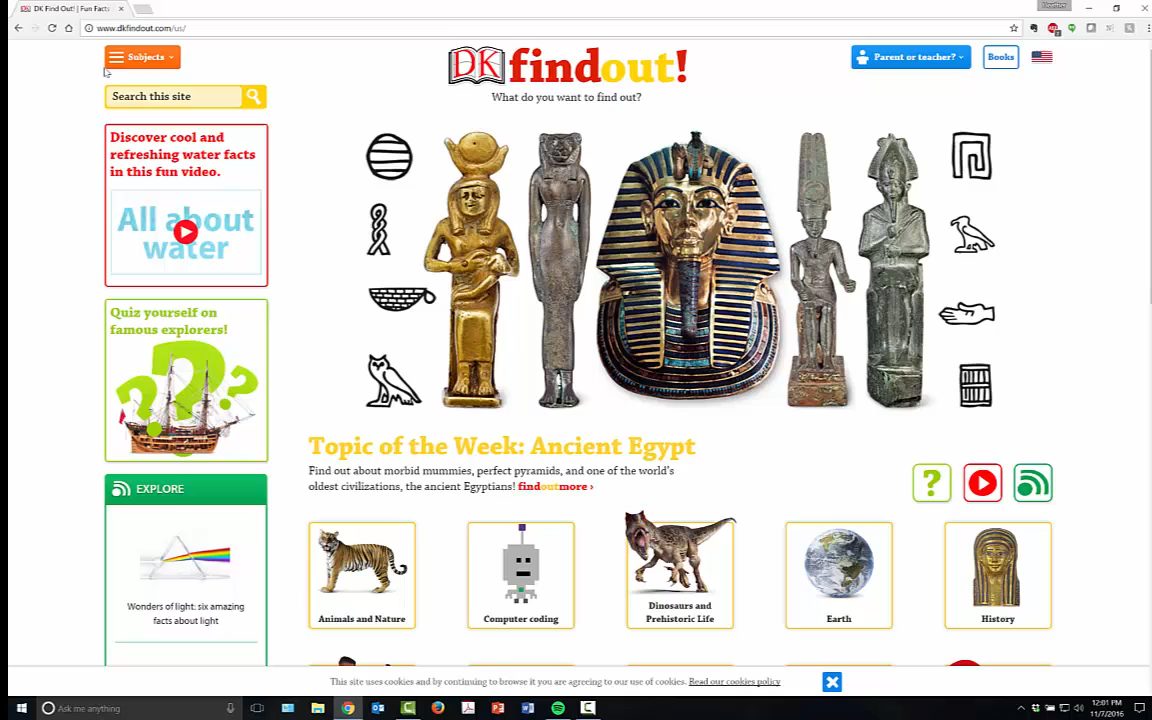 DK Find Out! | Fun Facts
Heather
www.dkfindout.com/us/
Subjects
Search this site
DK findout!
What do you want to find out?
Parent or teacher?
Books
Discover cool and
refreshing water facts
in this fun video.
All about
water
Quiz yourself on
famous explorers!
EXPLORE
Wonders of light: six amazing
facts about light
Topic of the Week: Ancient Egypt
Find out about morbid mummies, perfect pyramids, and one of the world's
oldest civilizations, the ancient Egyptians! findoutmore ›
Animals and Nature
Computer coding
Dinosaurs and
Prehistoric Life
Earth
History
This site uses cookies and by continuing to browse it you are agreeing to our use of cookies. Read our cookies policy
Ask me anything
12:01 PM
11/7/2016